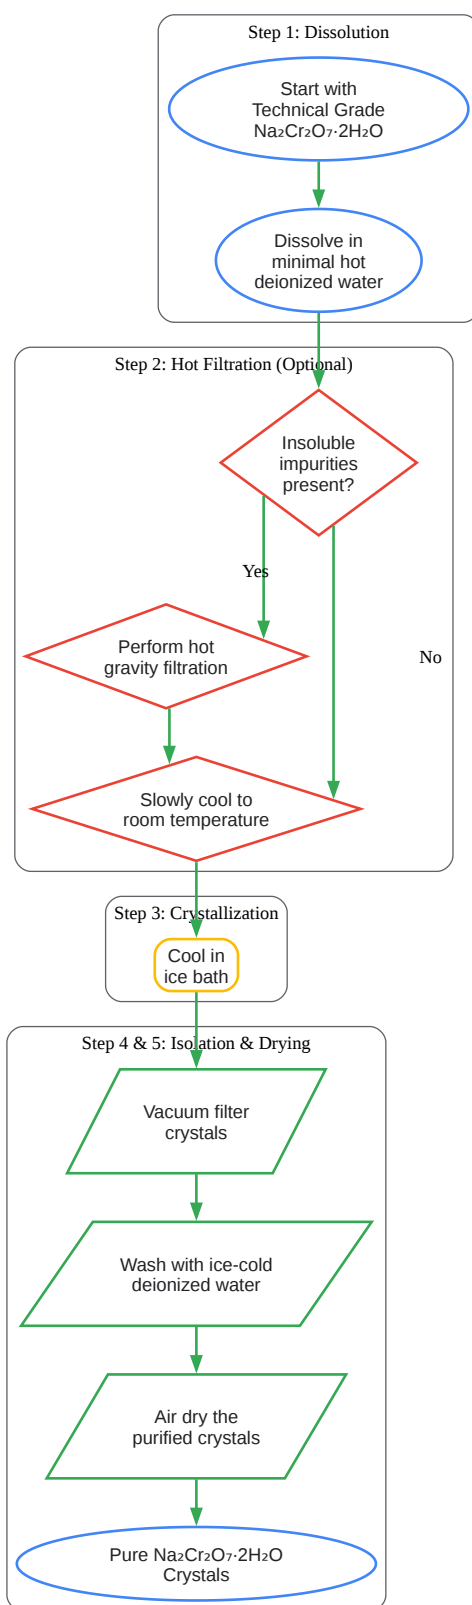 Step 1: Dissolution
Start with
Technical Grade
Na₂Cr₂O₇·2H₂O
Dissolve in
minimal hot
deionized water
Step 2: Hot Filtration (Optional)
Insoluble
impurities
present?
Yes
No
Perform hot
gravity filtration
Slowly cool to
room temperature
Step 3: Crystallization
Cool in
ice bath
Step 4 & 5: Isolation & Drying
Vacuum filter
crystals
Wash with ice-cold
deionized water
Air dry the
purified crystals
Pure Na₂Cr₂O₇·2H₂O
Crystals